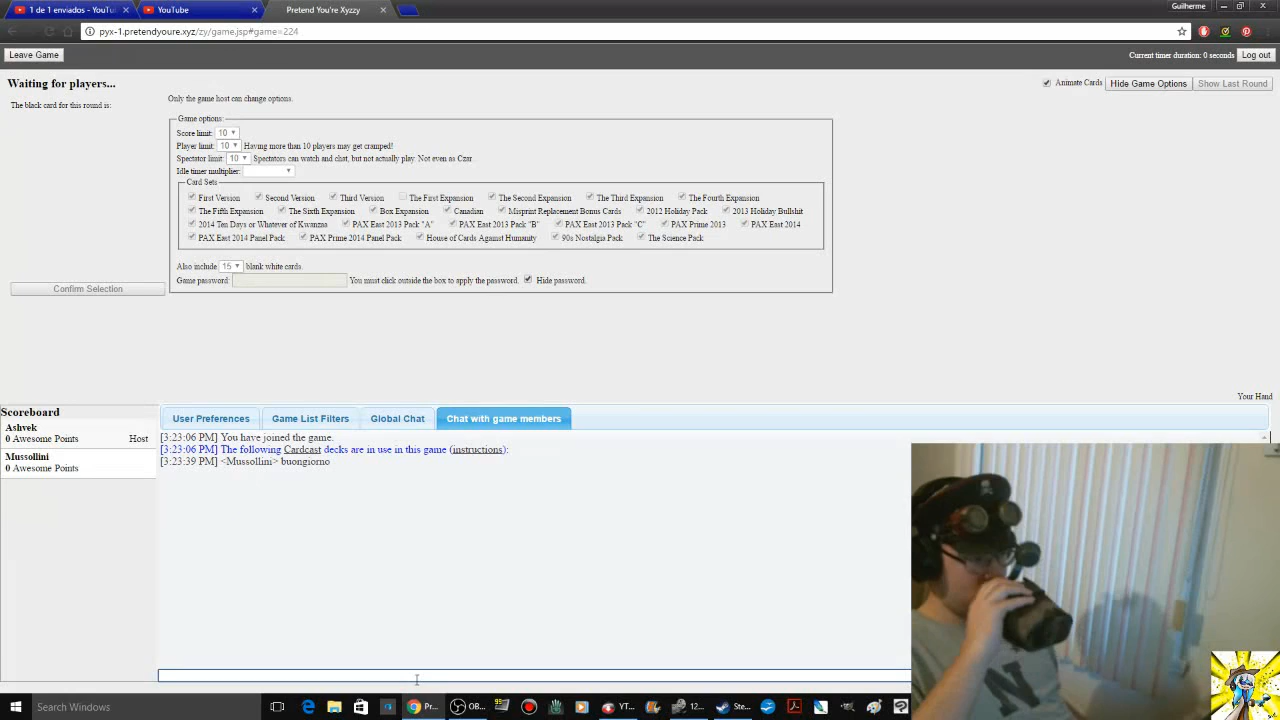 1 de 1 enviados - YouTu
YouTube
Pretend You're Xyzzy
Guilherme
pyx-1.pretendyoure.xyz/zy/game.jsp#game=224
Leave Game
Current timer duration: 0 seconds
Log out
Waiting for players...
Animate Cards
Hide Game Options
Show Last Round
The black card for this round is:
Only the game host can change options.
Game options:
Score limit: 10
Player limit: 10 Having more than 10 players may get cramped!
Spectator limit: 10 Spectators can watch and chat, but not actually play. Not even as Czar.
Idle timer multiplier:
Card Sets
First Version Second Version Third Version The First Expansion The Second Expansion The Third Expansion The Fourth Expansion
The Fifth Expansion The Sixth Expansion Box Expansion Canadian Misprint Replacement Bonus Cards 2012 Holiday Pack 2013 Holiday Bullshit
2014 Ten Days or Whatever of Kwanzaa PAX East 2013 Pack "A" PAX East 2013 Pack "B" PAX East 2013 Pack "C" PAX Prime 2013 PAX East 2014
PAX East 2014 Panel Pack PAX Prime 2014 Panel Pack House of Cards Against Humanity 90s Nostalgia Pack The Science Pack
Also include 15 blank white cards.
Game password: You must click outside the box to apply the password. Hide password.
Confirm Selection
Your Hand
Scoreboard
Ashvek
0 Awesome Points Host
Mussollini
0 Awesome Points
User Preferences
Game List Filters
Global Chat
Chat with game members
[3:23:06 PM] You have joined the game.
[3:23:06 PM] The following Cardcast decks are in use in this game (instructions):
[3:23:39 PM] <Mussollini> buongiorno
N
Search Windows
Pr...
OB...
YT...
12...
Ste...